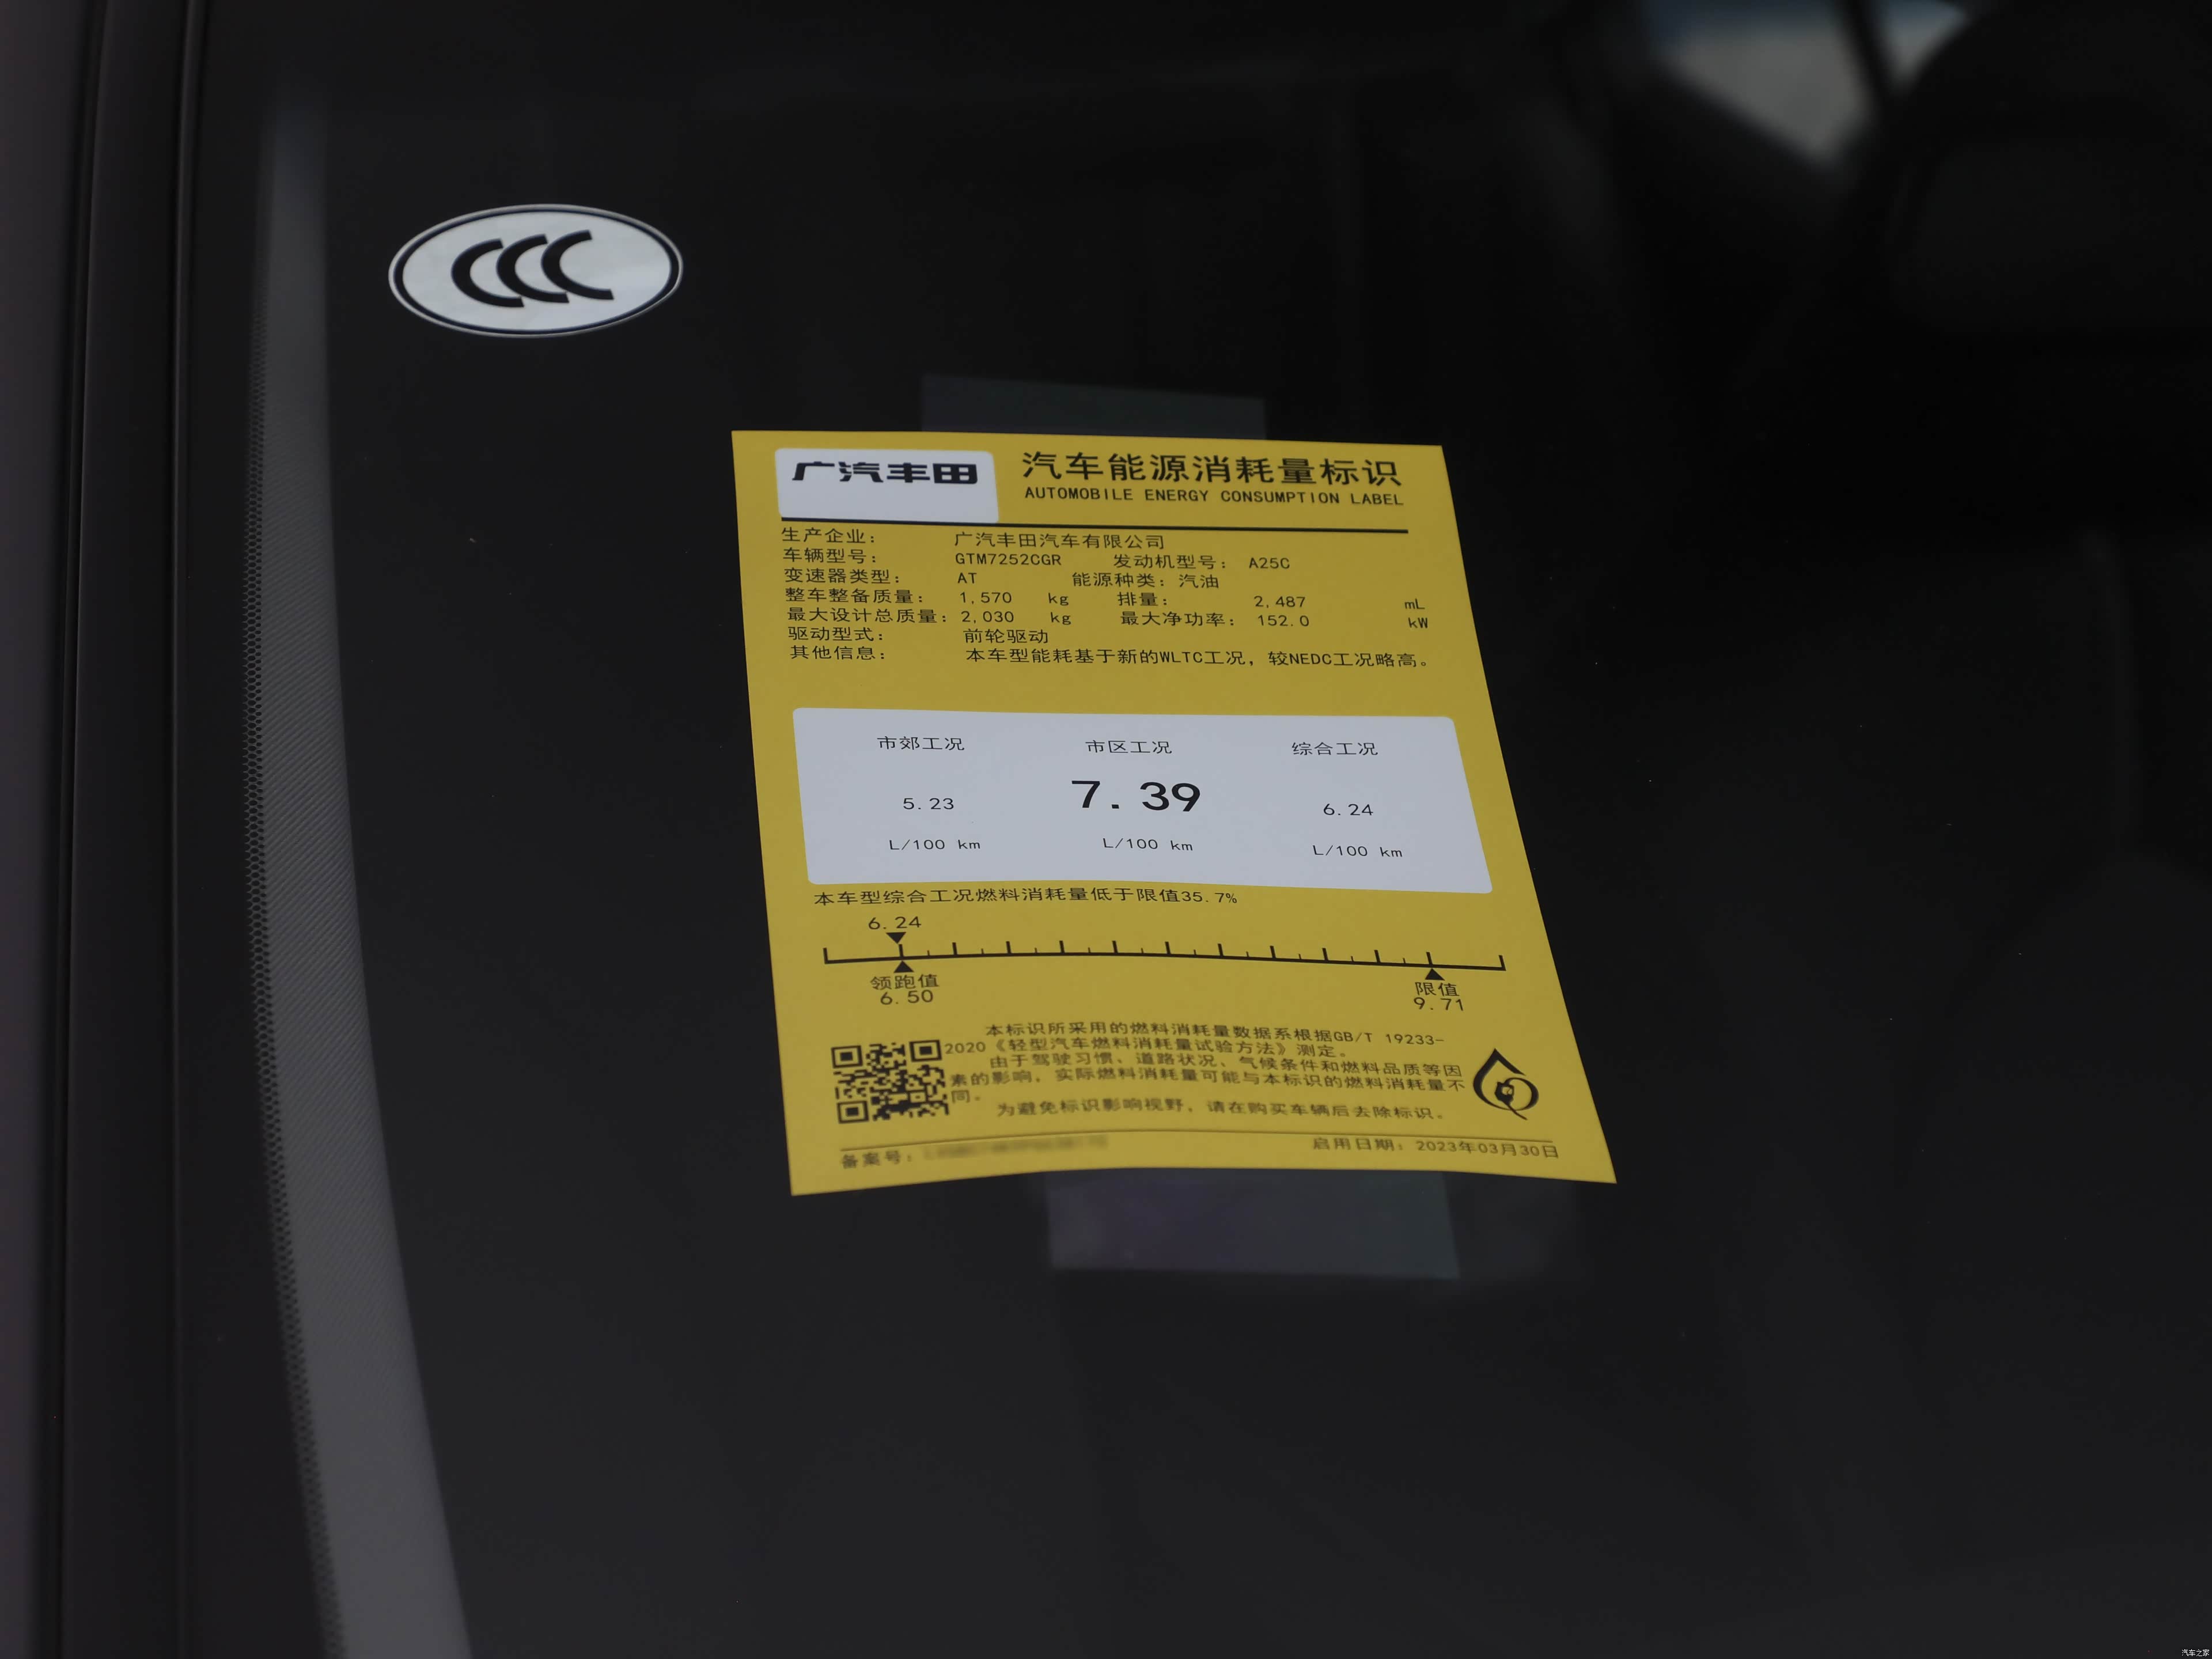 CCC
广汽丰田
汽车能源消耗量标识
AUTOMOBILE ENERGY CONSUMPTION LABEL
生产企业： 广汽丰田汽车有限公司
车辆型号： GTM7252CGR 发动机型号： A25C
变速器类型： AT 能源种类：汽油
整车整备质量： 1,570 kg 排量： 2,487 mL
最大设计总质量：2,030 kg 最大净功率： 152.0 kW
驱动型式： 前轮驱动
其他信息： 本车型能耗基于新的WLTC工况，较NEDC工况略高。
市郊工况 市区工况 综合工况
5.23 7.39 6.24
L/100 km L/100 km L/100 km
本车型综合工况燃料消耗量低于限值35.7%
6.24
领跑值 限值
6.50 9.71
本标识所采用的燃料消耗量数据系根据GB/T 19233-
2020《轻型汽车燃料消耗量试验方法》测定。
由于驾驶习惯、道路状况、气候条件和燃料品质等因
素的影响，实际燃料消耗量可能与本标识的燃料消耗量不
同。
为避免标识影响视野，请在购买车辆后去除标识。
备案号： 启用日期：2023年03月30日
汽车之家